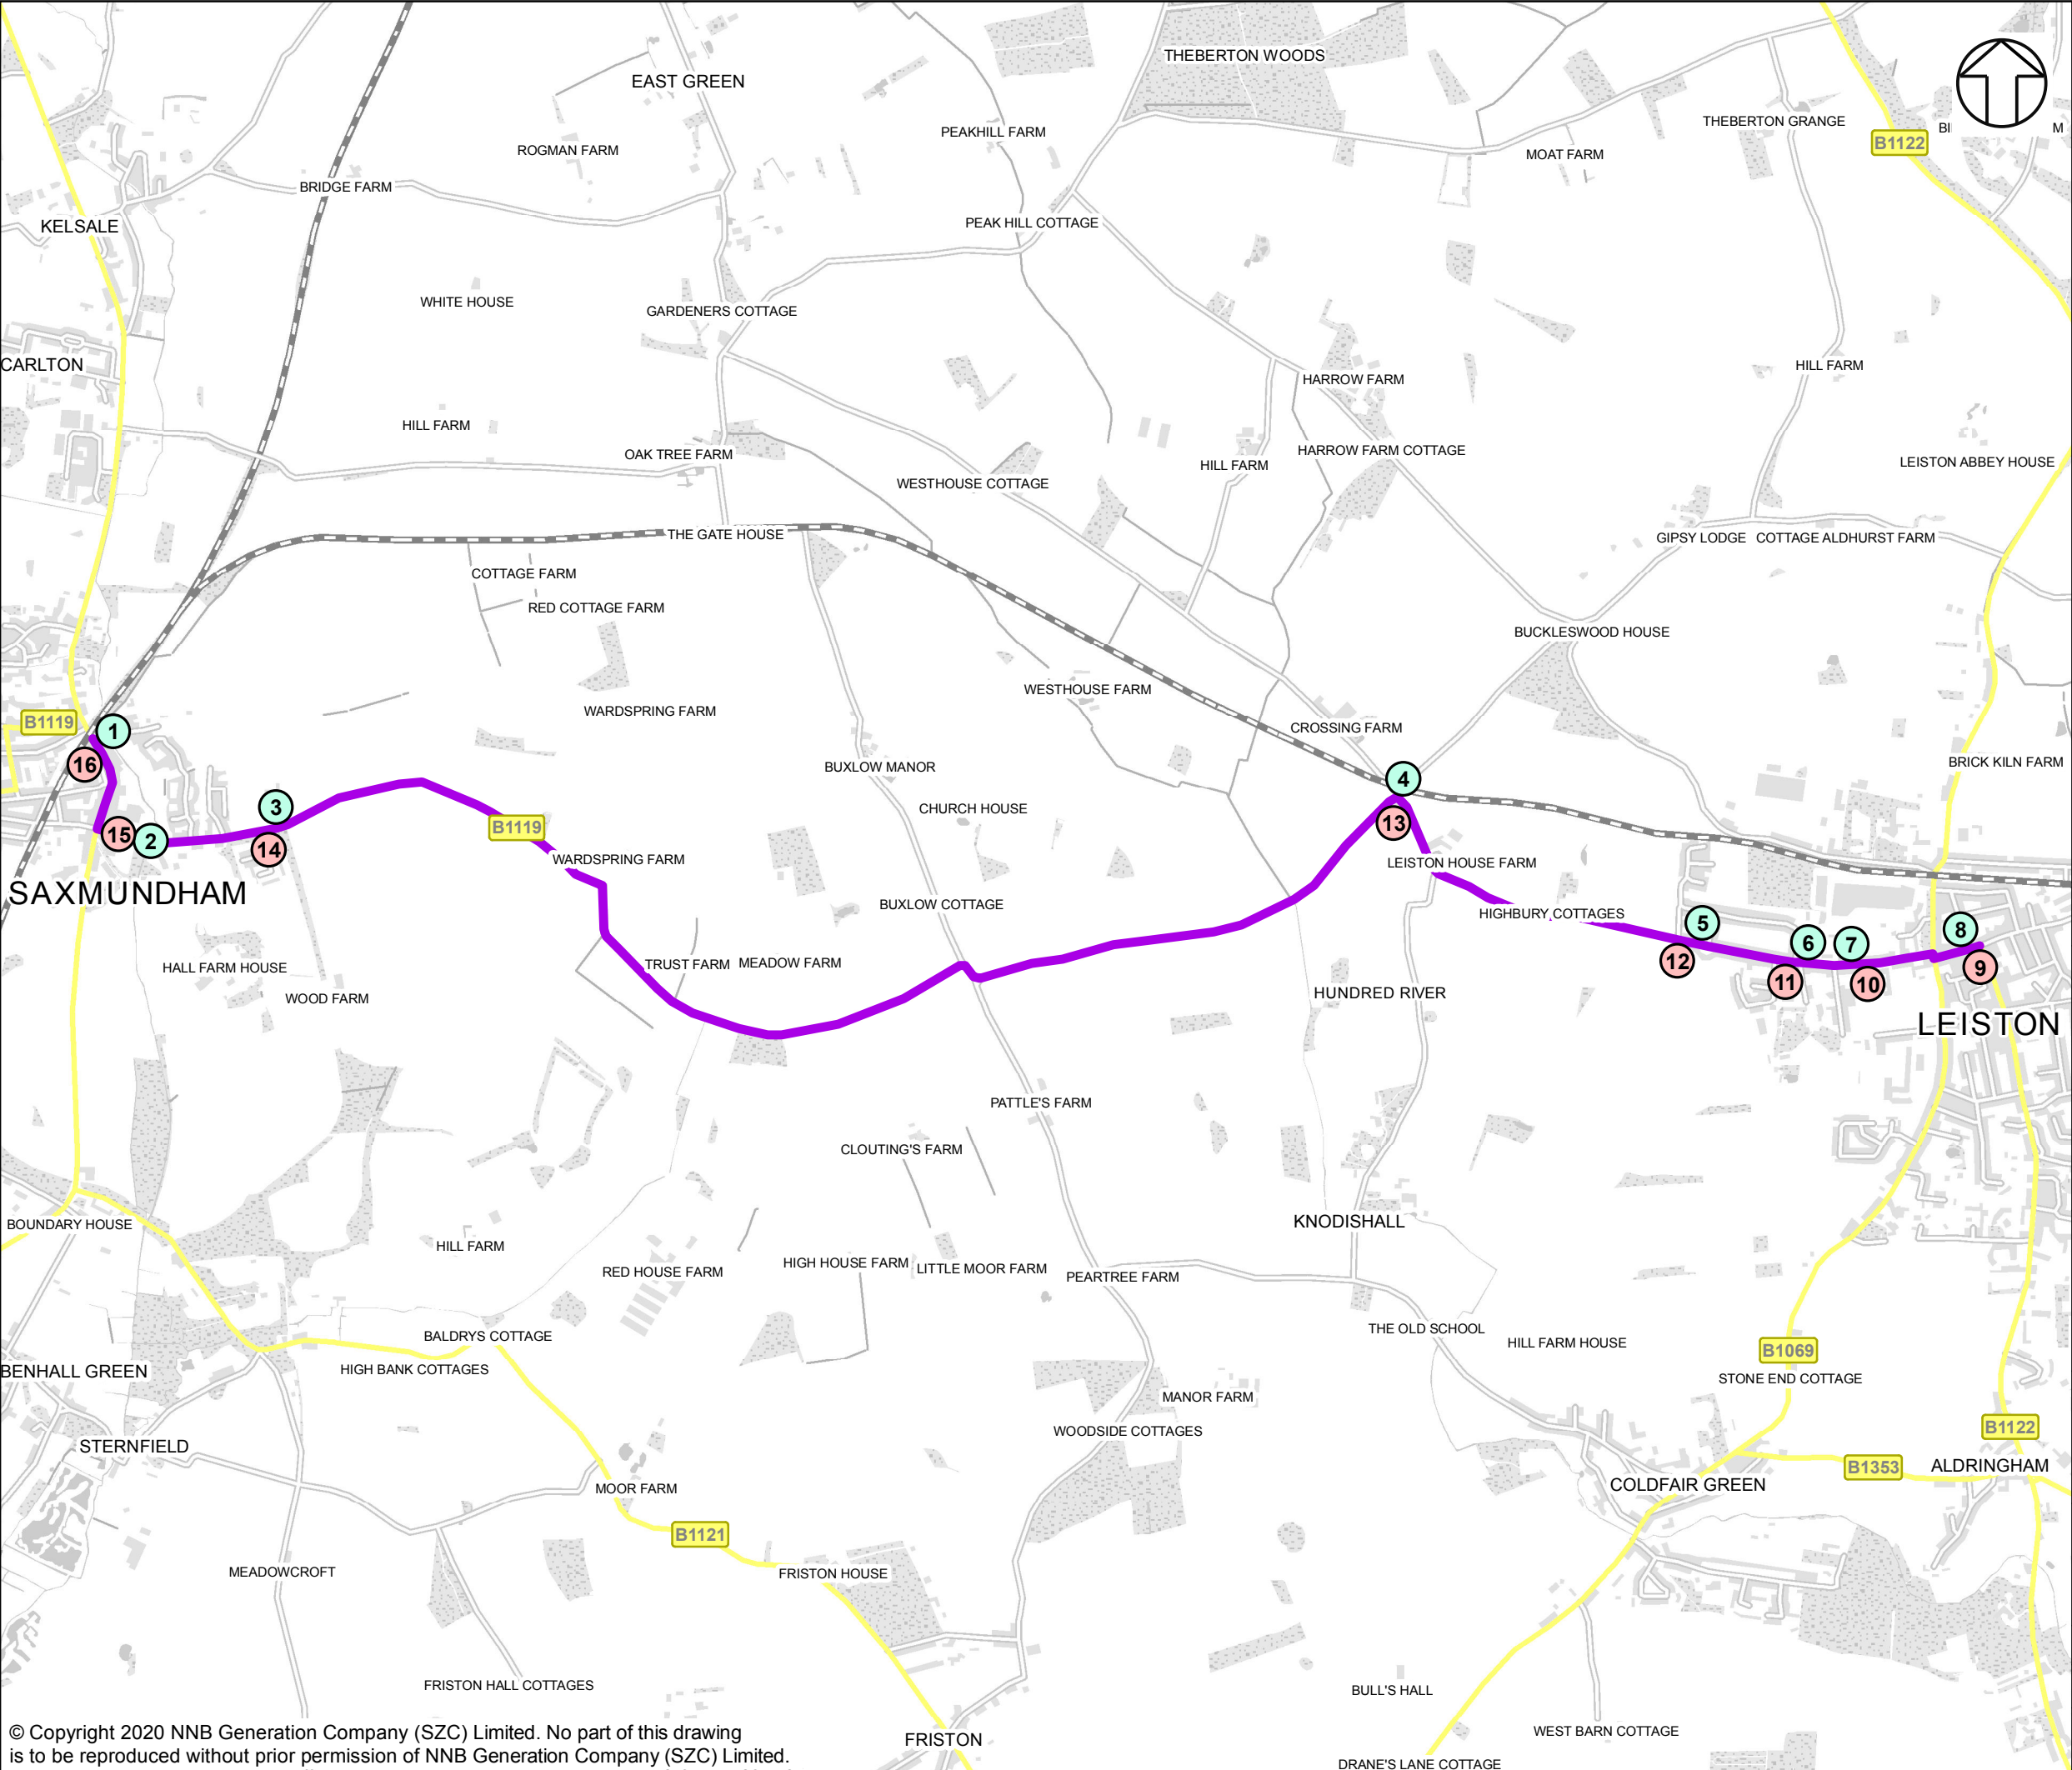 THEBERTON WOODS
EAST GREEN
THEBERTON GRANGE
BI
M
PEAKHILL FARM
B1122
ROGMAN FARM
MOAT FARM
BRIDGE FARM
KELSALE
PEAK HILL COTTAGE
WHITE HOUSE
GARDENERS COTTAGE
CARLTON
HILL FARM
HARROW FARM
HILL FARM
OAK TREE FARM
HARROW FARM COTTAGE
HILL FARM
LEISTON ABBEY HOUSE
WESTHOUSE COTTAGE
THE GATE HOUSE
GIPSY LODGE
COTTAGE ALDHURST FARM
COTTAGE FARM
RED COTTAGE FARM
BUCKLESWOOD HOUSE
WESTHOUSE FARM
WARDSPRING FARM
B1119
1
CROSSING FARM
16
BUXLOW MANOR
BRICK KILN FARM
4
3
CHURCH HOUSE
13
15
2
B1119
14
WARDSPRING FARM
LEISTON HOUSE FARM
SAXMUNDHAM
BUXLOW COTTAGE
HIGHBURY COTTAGES
5
8
6
7
HALL FARM HOUSE
TRUST FARM
MEADOW FARM
12
9
11
10
WOOD FARM
HUNDRED RIVER
LEISTON
PATTLE'S FARM
CLOUTING'S FARM
BOUNDARY HOUSE
KNODISHALL
HILL FARM
HIGH HOUSE FARM
LITTLE MOOR FARM
RED HOUSE FARM
PEARTREE FARM
BALDRYS COTTAGE
THE OLD SCHOOL
HILL FARM HOUSE
B1069
HIGH BANK COTTAGES
BENHALL GREEN
STONE END COTTAGE
MANOR FARM
B1122
WOODSIDE COTTAGES
STERNFIELD
B1353
ALDRINGHAM
MOOR FARM
COLDFAIR GREEN
B1121
MEADOWCROFT
FRISTON HOUSE
FRISTON HALL COTTAGES
BULL'S HALL
© Copyright 2020 NNB Generation Company (SZC) Limited. No part of this drawing
is to be reproduced without prior permission of NNB Generation Company (SZC) Limited.
FRISTON
WEST BARN COTTAGE
DRANE'S LANE COTTAGE